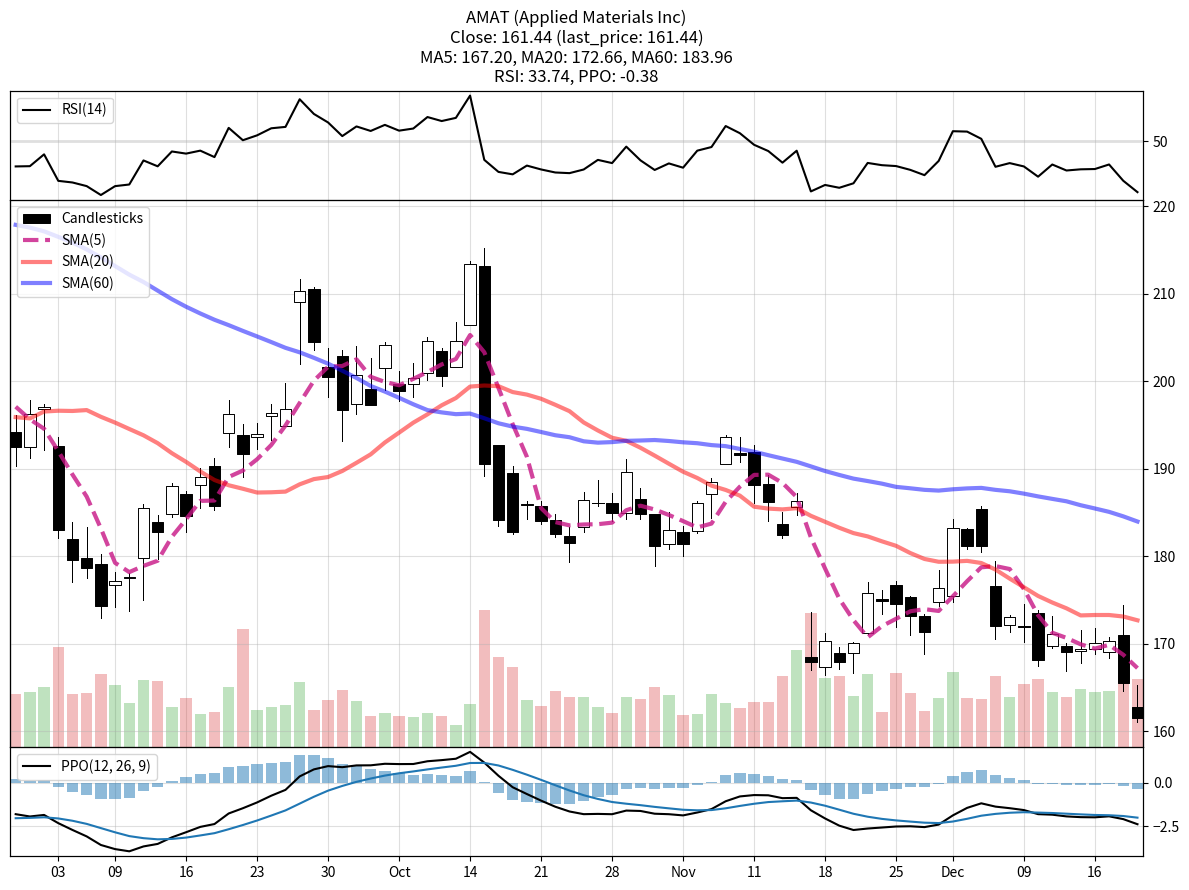 AMAT (Applied Materials Inc)
Close: 161.44 (last_price: 161.44)
MA5: 167.20, MA20: 172.66, MA60: 183.96
RSI: 33.74, PPO: -0.38
RSI(14)
50
Candlesticks
SMA(5)
SMA(20)
SMA(60)
220
210
200
190
180
170
160
PPO(12, 26, 9)
0.0
−2.5
03 09 16 23 30 Oct 14 21 28 Nov 11 18 25 Dec 09 16